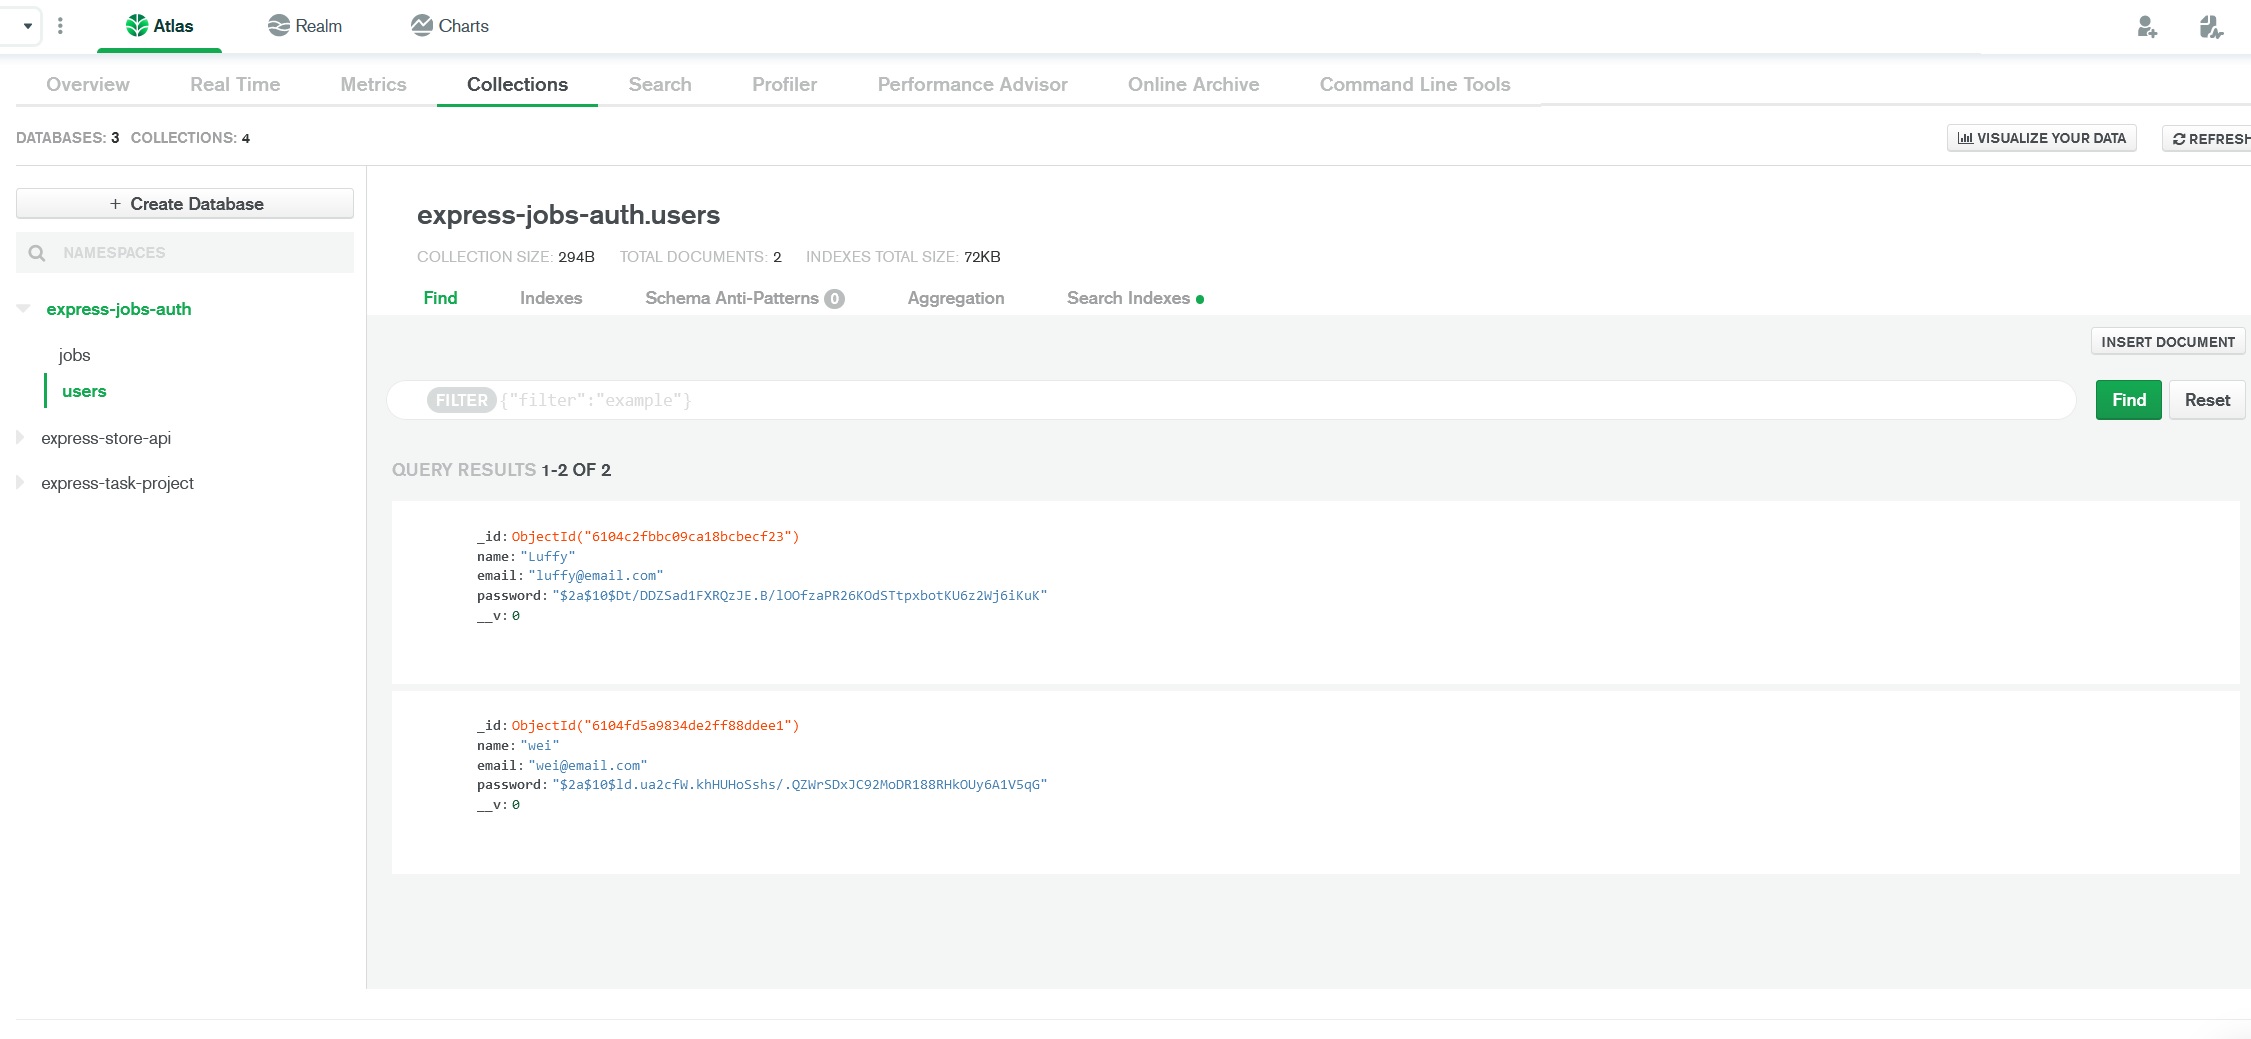 Atlas Realm Charts
Overview Real Time Metrics Collections Search Profiler Performance Advisor Online Archive Command Line Tools
DATABASES: 3 COLLECTIONS: 4
VISUALIZE YOUR DATA REFRESH
+ Create Database
NAMESPACES
express-jobs-auth
jobs
users
express-store-api
express-task-project
express-jobs-auth.users
COLLECTION SIZE: 294B TOTAL DOCUMENTS: 2 INDEXES TOTAL SIZE: 72KB
Find Indexes Schema Anti-Patterns 0 Aggregation Search Indexes
INSERT DOCUMENT
FILTER {"filter":"example"}
Find Reset
QUERY RESULTS 1-2 OF 2
_id: ObjectId("6104c2fbbc09ca18bcbecf23")
name: "Luffy"
email: "luffy@email.com"
password: "$2a$10$Dt/DDZSad1FXRQzJE.B/lOOfzaPR26KOdSTtpxbotKU6z2Wj6iKuK"
__v: 0
_id: ObjectId("6104fd5a9834de2ff88ddee1")
name: "wei"
email: "wei@email.com"
password: "$2a$10$ld.ua2cfW.khHUHoSshs/.QZWrSDxJC92MoDR188RHkOUy6A1V5qG"
__v: 0